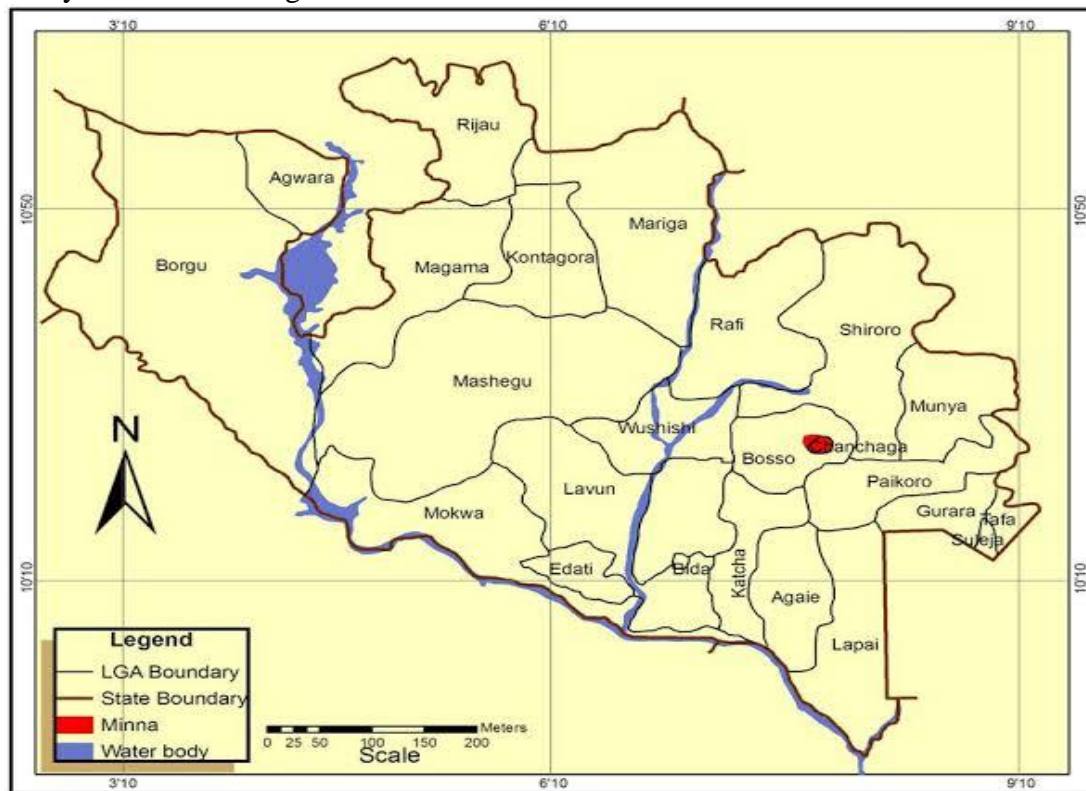 3'10 6'10 9'10
Rijau
Agwara
10'50 10'50
Mariga
Borgu
Magama
Kontagora
Rafi
Shiroro
Mashegu
Munya
N
Wushishi
Chanchaga
Bosso
Lavun
Paikoro
Mokwa
Gurara
Tafa
Suleja
Edati
Bida
Katcha
10'10 10'10
Agaie
Lapai
Legend
LGA Boundary
State Boundary
Minna
Water body
Meters
0 25 50 100 150 200
Scale
3'10 6'10 9'10